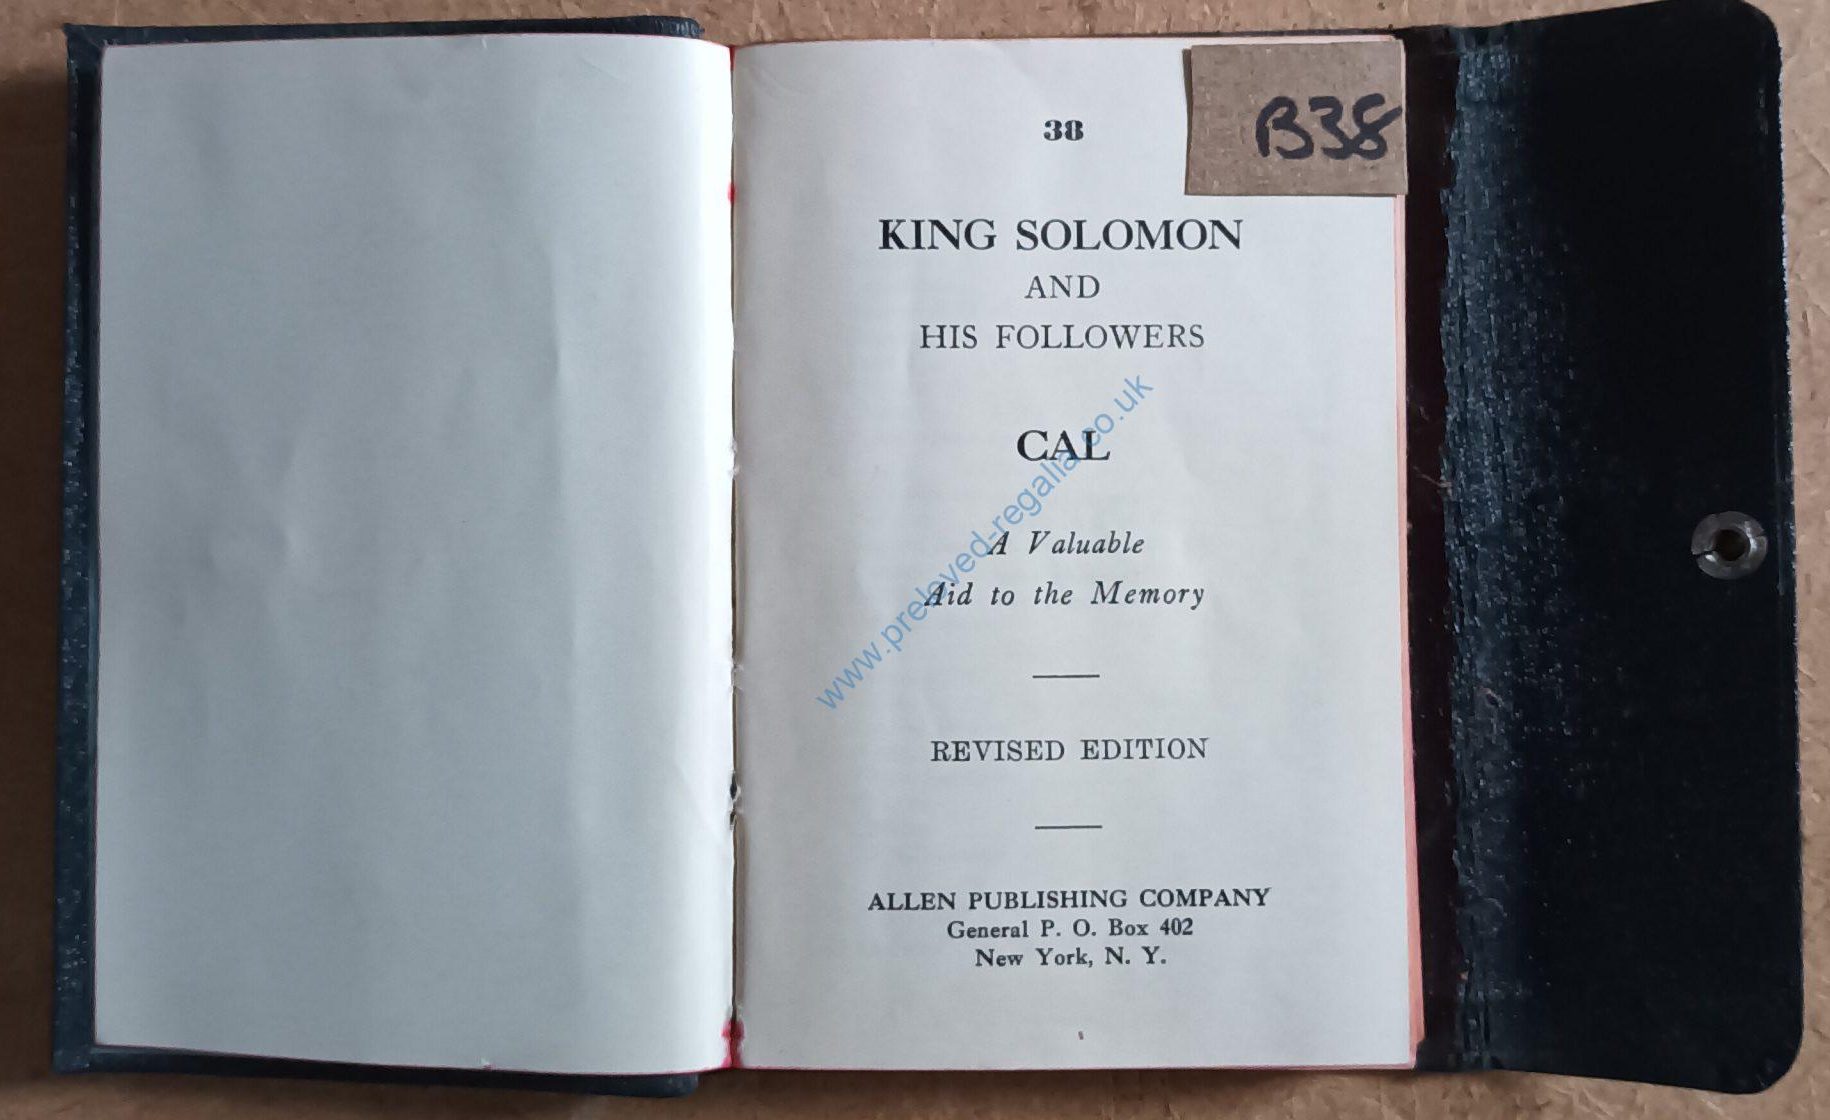 38
B38
KING SOLOMON
AND
HIS FOLLOWERS
CAL
A Valuable
Aid to the Memory
REVISED EDITION
ALLEN PUBLISHING COMPANY
General P. O. Box 402
New York, N. Y.
www.preloved-regalia.co.uk